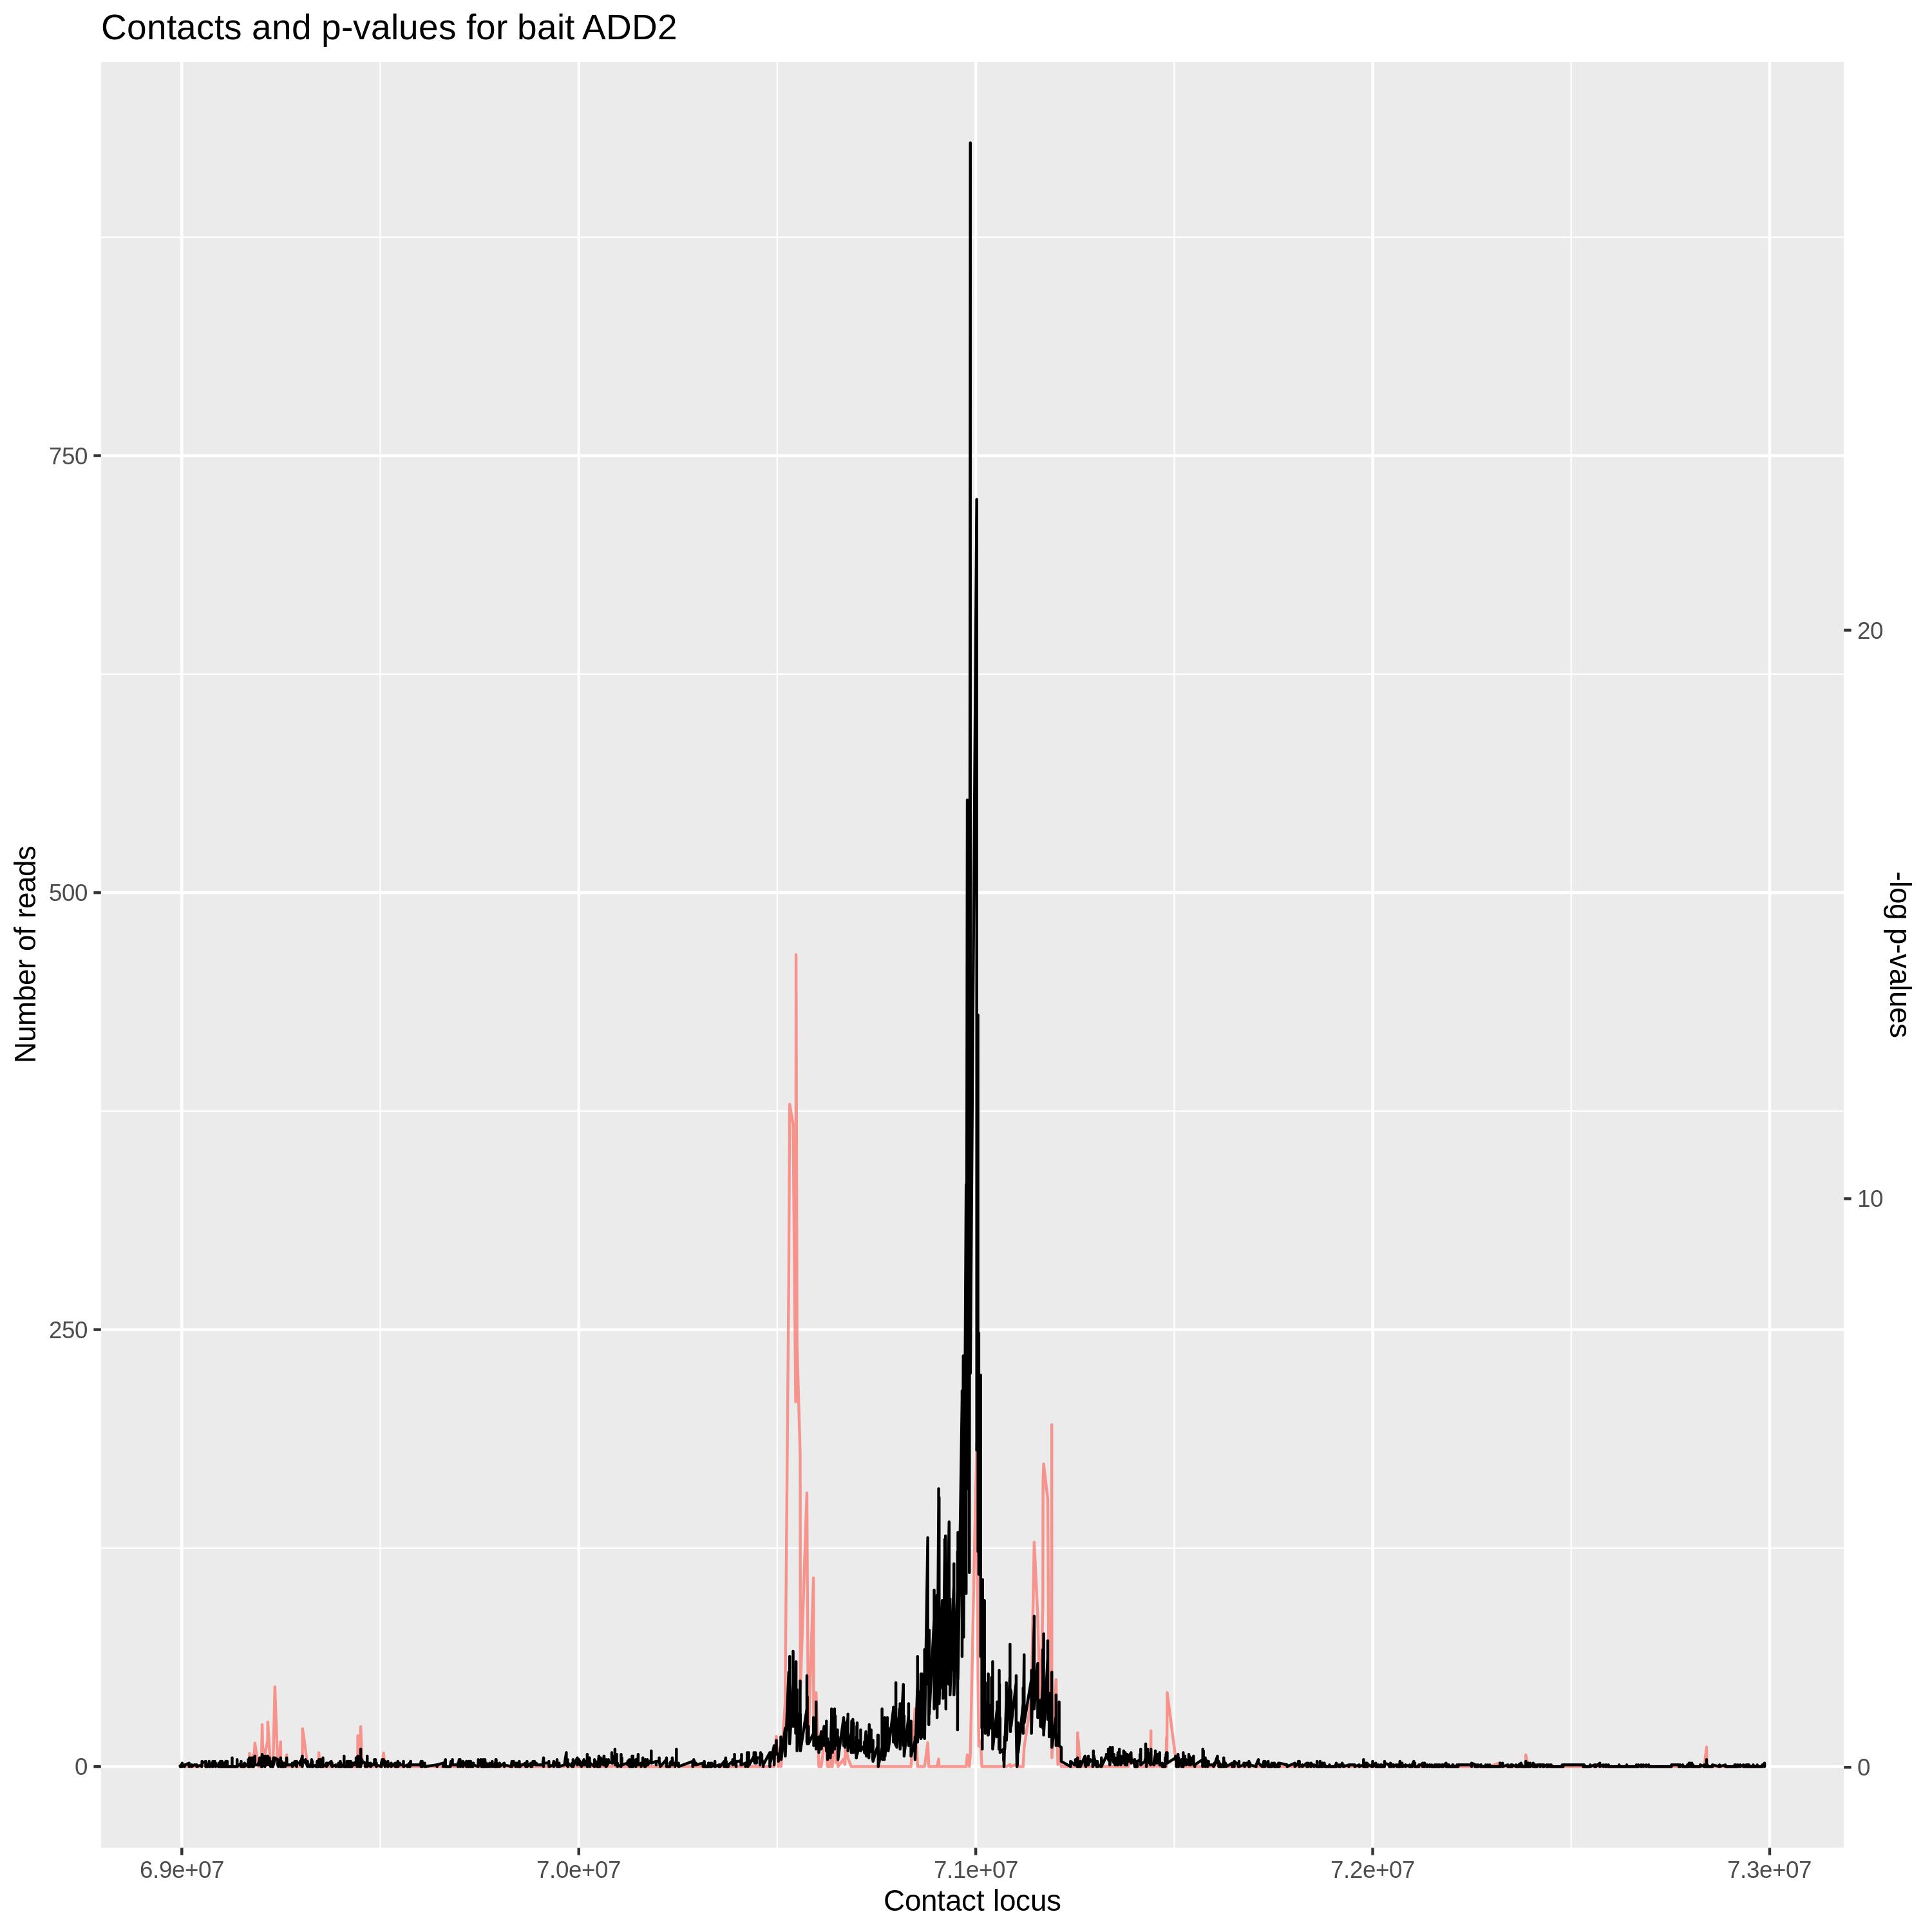 Contacts and p-values for bait ADD2
Number of reads
750
500
250
0
20
10
0
-log p-values
6.9e+07 7.0e+07 7.1e+07 7.2e+07 7.3e+07
Contact locus